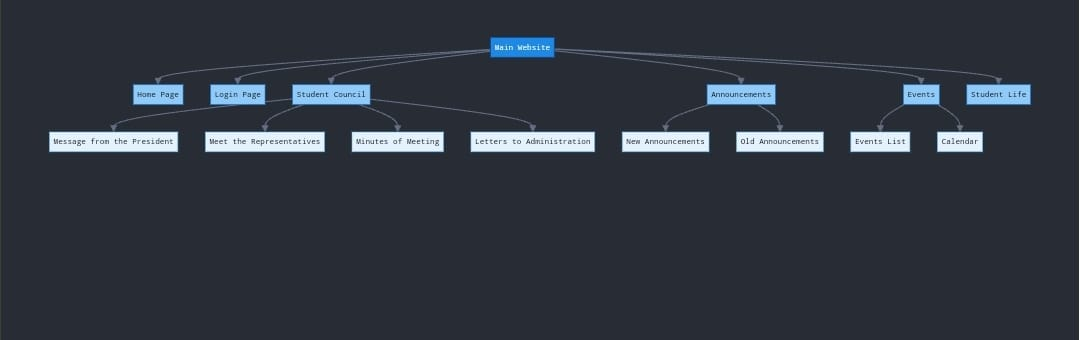 Main Website
Home Page
Login Page
Student Council
Announcements
Events
Student Life
Message from the President
Meet the Representatives
Minutes of Meeting
Letters to Administration
New Announcements
Old Announcements
Events List
Calendar